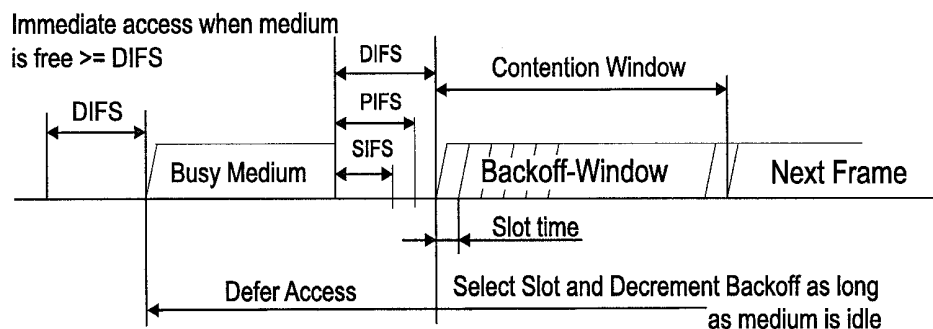 Immediate access when medium
is free >= DIFS
DIFS
DIFS
PIFS
SIFS
Contention Window
Busy Medium
Backoff-Window
Next Frame
Slot time
Defer Access
Select Slot and Decrement Backoff as long
as medium is idle